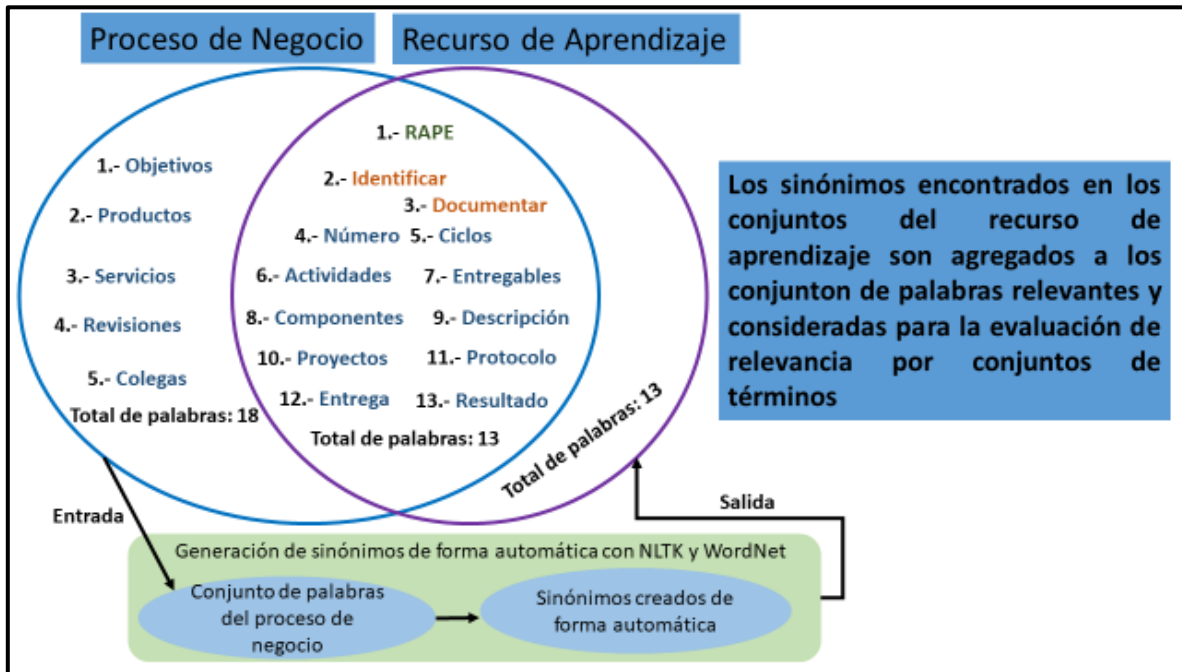 Proceso de Negocio
Recurso de Aprendizaje
1.- Objetivos
2.- Productos
3.- Servicios
4.- Revisiones
5.- Colegas
Total de palabras: 18
1.- RAPE
2.- Identificar
3.- Documentar
4.- Número
5.- Ciclos
6.- Actividades
7.- Entregables
8.- Componentes
9.- Descripción
10.- Proyectos
11.- Protocolo
12.- Entrega
13.- Resultado
Total de palabras: 13
Total de palabras: 13
Los sinónimos encontrados en los
conjuntos del recurso de
aprendizaje son agregados a los
conjunton de palabras relevantes y
consideradas para la evaluación de
relevancia por conjuntos de
términos
Entrada
Salida
Generación de sinónimos de forma automática con NLTK y WordNet
Conjunto de palabras
del proceso de
negocio
Sinónimos creados de
forma automática